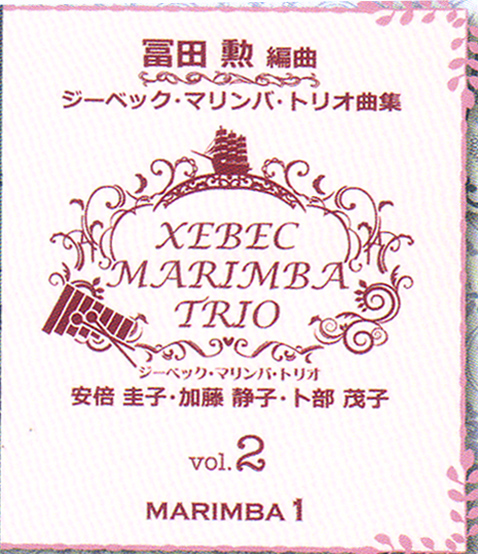 冨田 勲 編曲
ジーベック・マリンバ・トリオ曲集
XEBEC
MARIMBA
TRIO
ジーベック・マリンバ・トリオ
安倍 圭子・加藤 静子・卜部 茂子
vol.2
MARIMBA 1